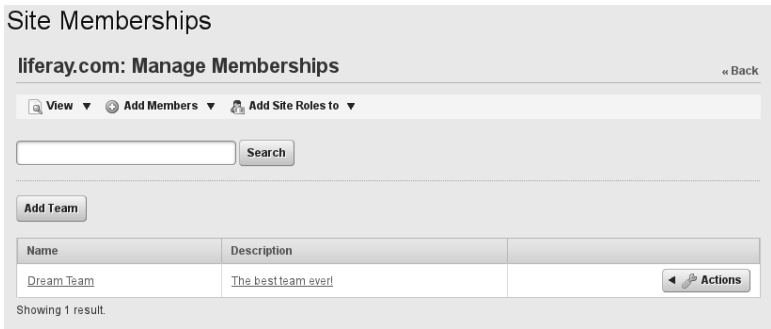 Site Memberships
liferay.com: Manage Memberships
« Back
View ▼ Add Members ▼ Add Site Roles to ▼
Search
Add Team
Name Description
Dream Team The best team ever! ◄ Actions
Showing 1 result.